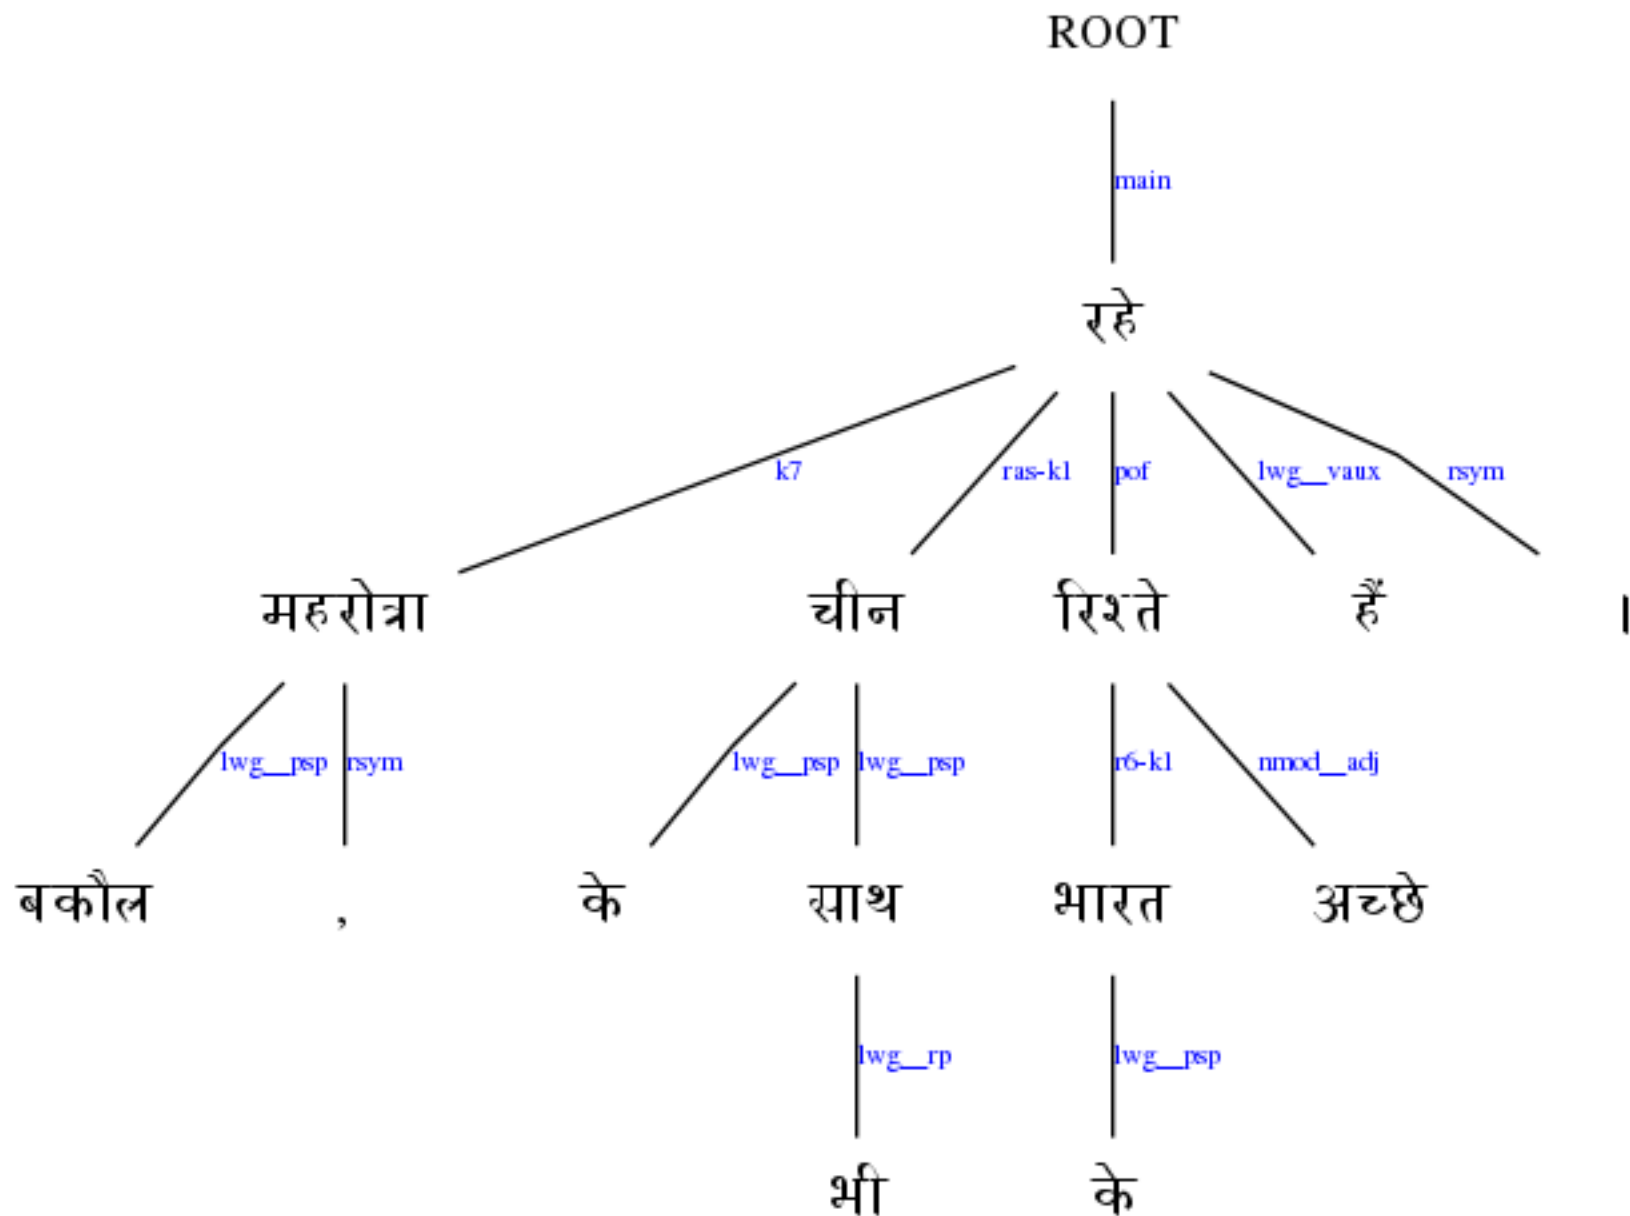 ROOT
main
रहे
k7 ras-k1 pof lwg__vaux rsym
महरोत्रा चीन रिश्ते हैं ।
lwg__psp rsym lwg__psp lwg__psp r6-k1 nmod__adj
बकौल , के साथ भारत अच्छे
lwg__rp lwg__psp
भी के